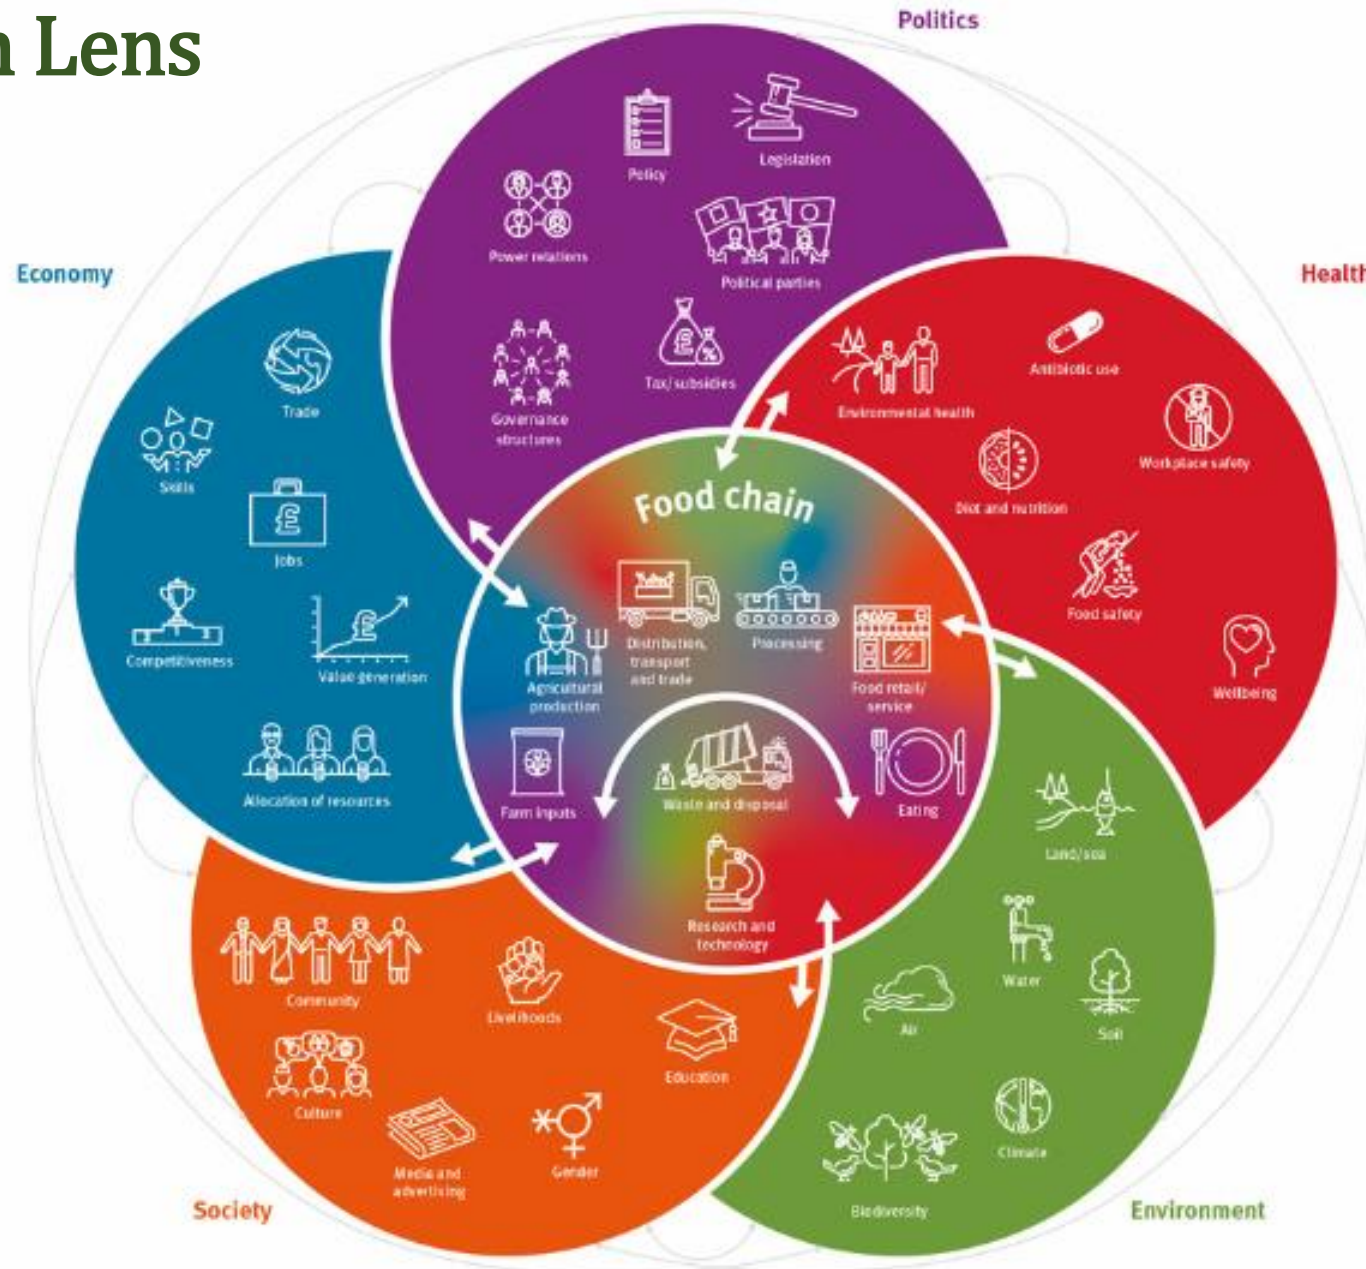 n Lens
Politics
Policy
Legislation
Power relations
Political parties
Governance
structures
Tax/subsidies
Economy
Trade
Skills
Jobs
Competitiveness
Value generation
Allocation of resources
Health
Environmental health
Antibiotic use
Workplace safety
Diet and nutrition
Food safety
Wellbeing
Food chain
Distribution,
transport
and trade
Processing
Agricultural
production
Food retail/
service
Farm inputs
Waste and disposal
Eating
Research and
technology
Society
Community
Livelihoods
Education
Culture
Media and
advertising
Gender
Environment
Land/sea
Water
Air
Soil
Climate
Biodiversity
£
%
£
£